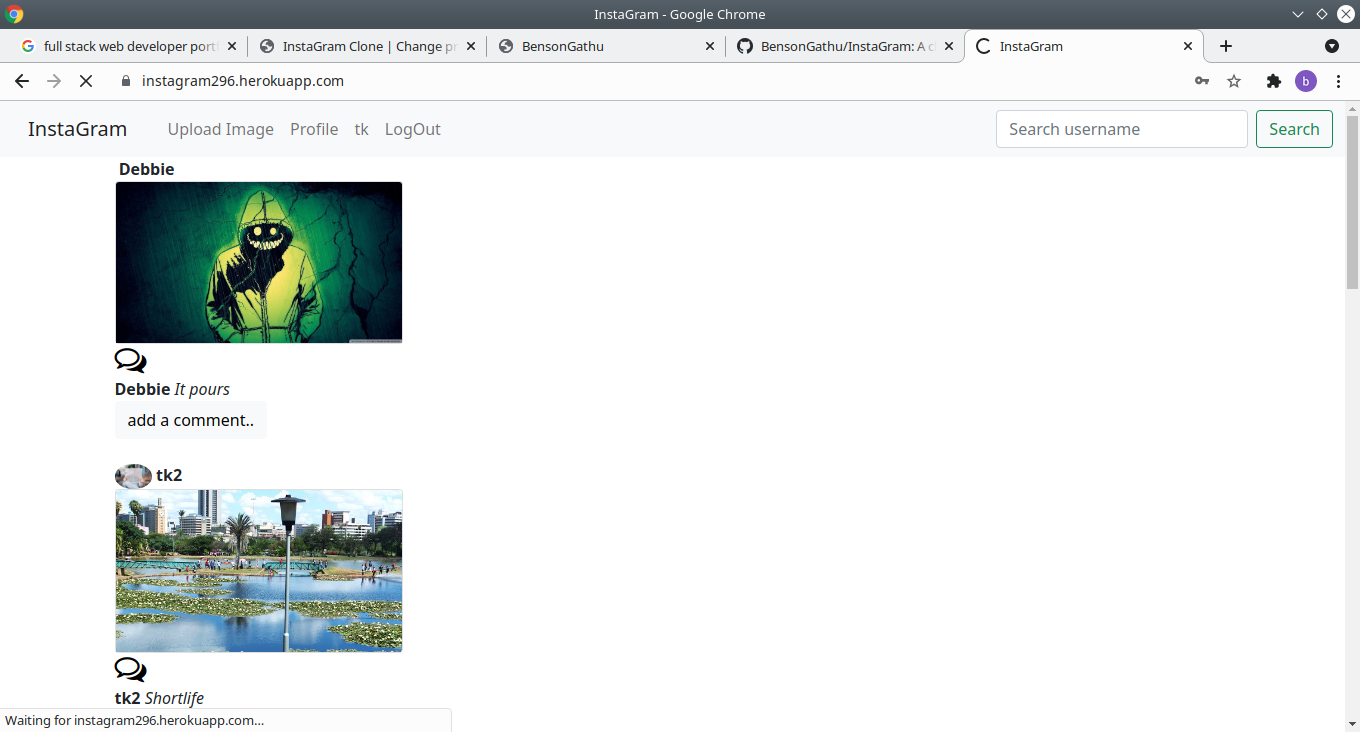 InstaGram - Google Chrome
full stack web developer port
InstaGram Clone | Change pr
BensonGathu
BensonGathu/InstaGram: A cl
InstaGram
instagram296.herokuapp.com
b
InstaGram Upload Image Profile tk LogOut Search username Search
Debbie
Debbie It pours
add a comment..
tk2
tk2 Shortlife
Waiting for instagram296.herokuapp.com...